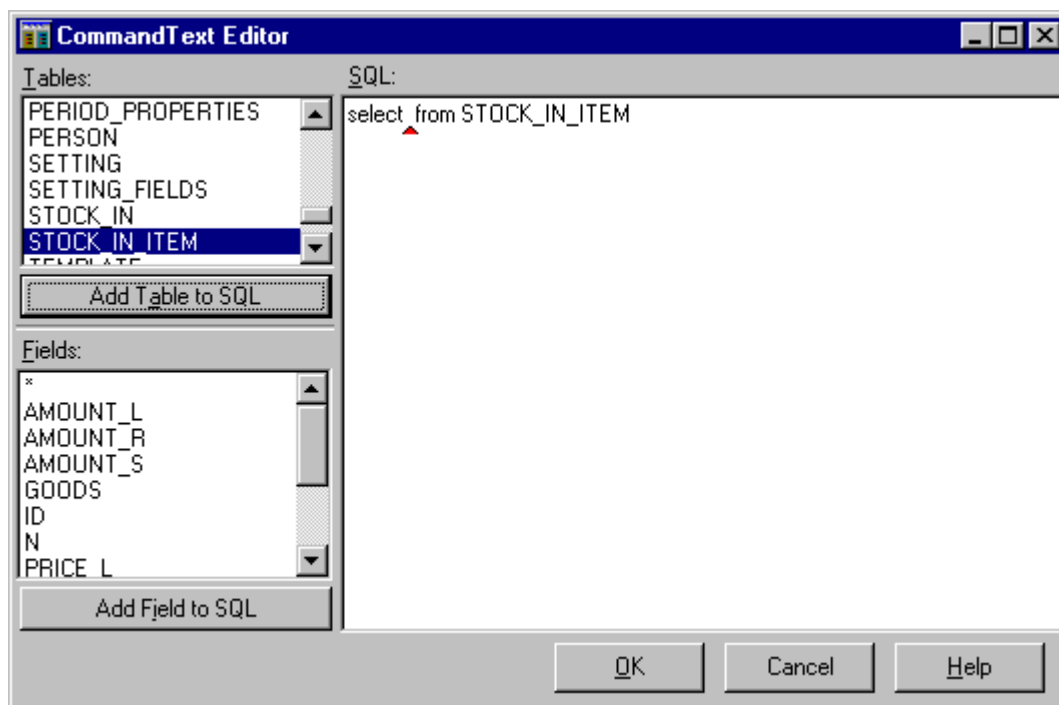 CommandText Editor
Tables:
PERIOD_PROPERTIES
PERSON
SETTING
SETTING_FIELDS
STOCK_IN
STOCK_IN_ITEM
TEMPLATE
Add Table to SQL
Fields:
*
AMOUNT_L
AMOUNT_R
AMOUNT_S
GOODS
ID
N
PRICE_L
Add Field to SQL
SQL:
select from STOCK_IN_ITEM
OK
Cancel
Help